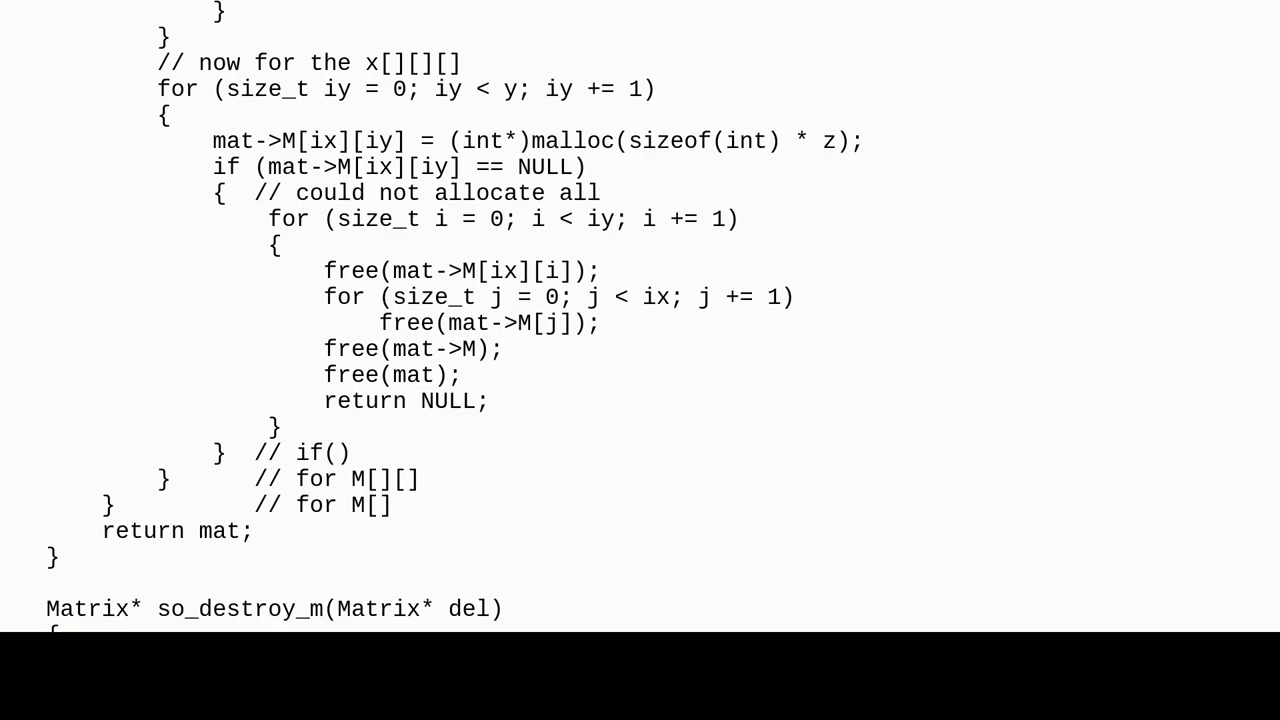 }
}
// now for the x[][][]
for (size_t iy = 0; iy < y; iy += 1)
{
mat->M[ix][iy] = (int*)malloc(sizeof(int) * z);
if (mat->M[ix][iy] == NULL)
{  // could not allocate all
for (size_t i = 0; i < iy; i += 1)
{
free(mat->M[ix][i]);
for (size_t j = 0; j < ix; j += 1)
free(mat->M[j]);
free(mat->M);
free(mat);
return NULL;
}
}  // if()
}      // for M[][]
}          // for M[]
return mat;
}
Matrix* so_destroy_m(Matrix* del)
{